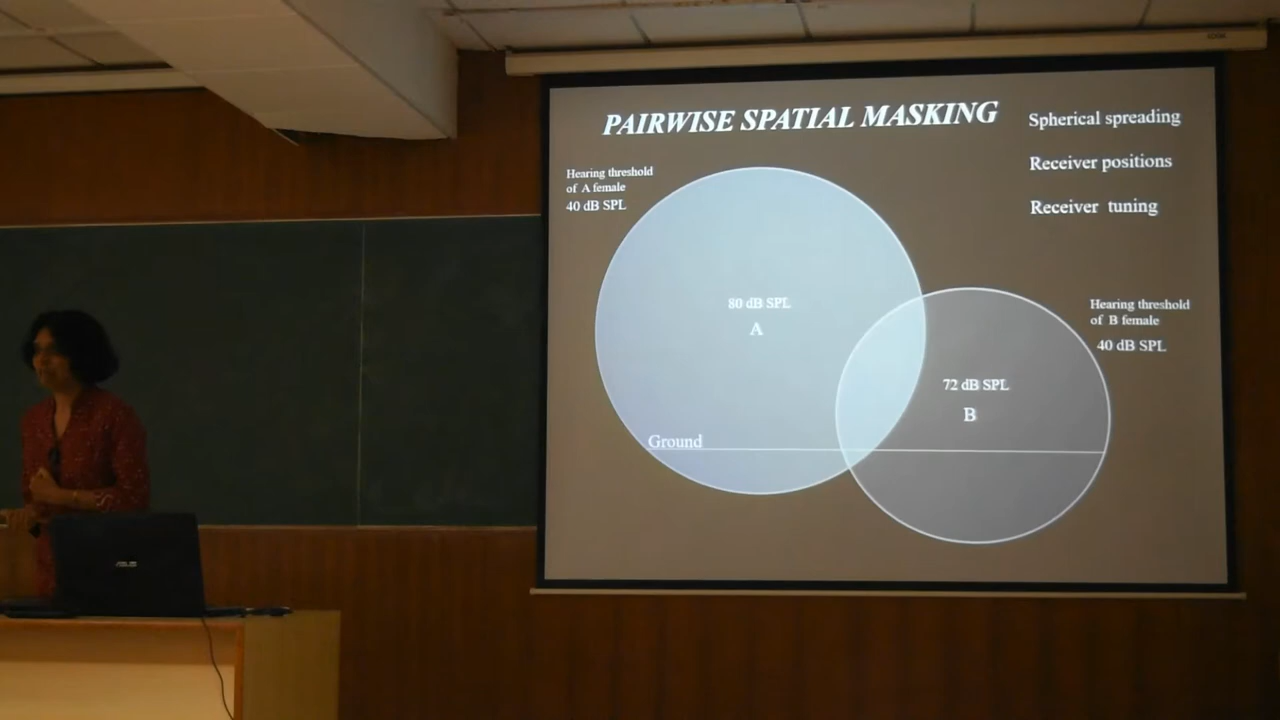 PAIRWISE SPATIAL MASKING
Spherical spreading
Receiver positions
Receiver tuning
Hearing threshold
of A female
40 dB SPL
80 dB SPL
A
Hearing threshold
of B female
40 dB SPL
72 dB SPL
B
Ground
ASUS